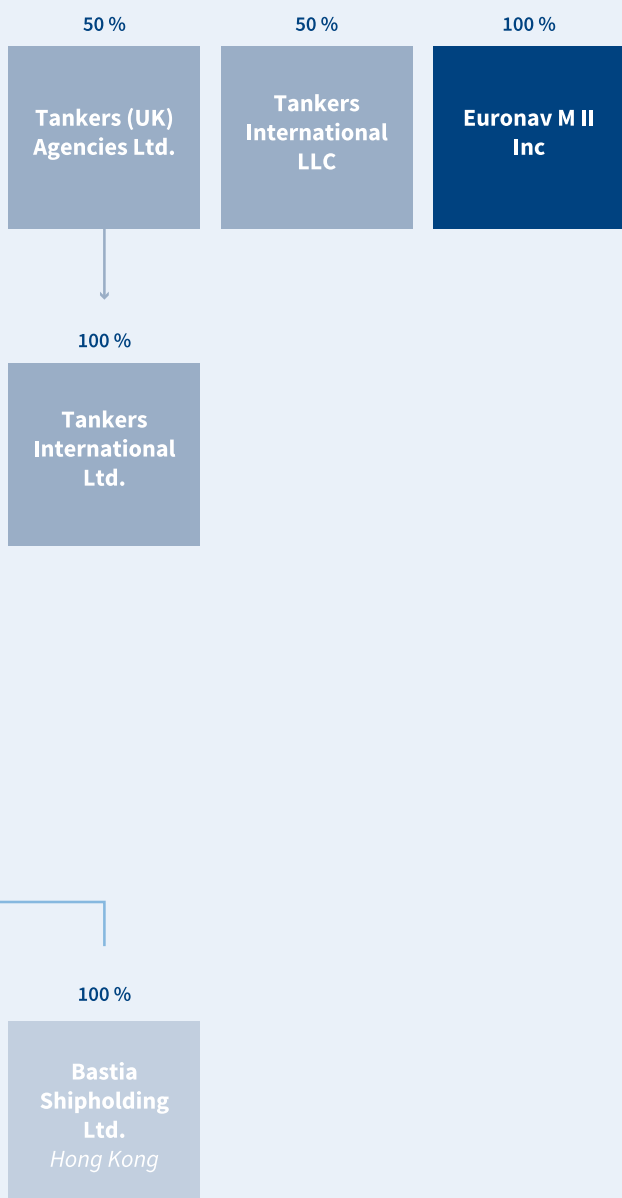 50 %
50 %
100 %
Tankers (UK)
Agencies Ltd.
Tankers
International
LLC
Euronav M II
Inc
100 %
Tankers
International
Ltd.
100 %
Bastia
Shipholding
Ltd.
Hong Kong